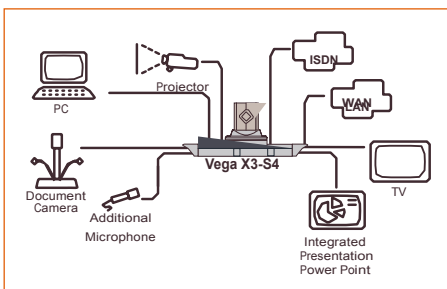 ISDN
Projector
PC
WAN
LAN
Vega X3-S4
TV
Document
Camera
Additional
Microphone
Integrated
Presentation
Power Point